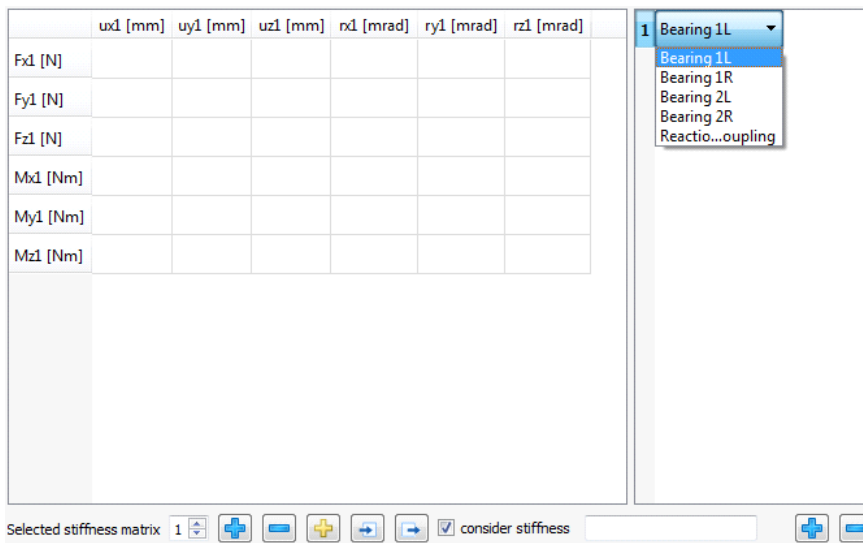 ux1 [mm] uy1 [mm] uz1 [mm] rx1 [mrad] ry1 [mrad] rz1 [mrad]
Fx1 [N]
Fy1 [N]
Fz1 [N]
Mx1 [Nm]
My1 [Nm]
Mz1 [Nm]
1 Bearing 1L
Bearing 1L
Bearing 1R
Bearing 2L
Bearing 2R
Reactio...oupling
Selected stiffness matrix 1 consider stiffness